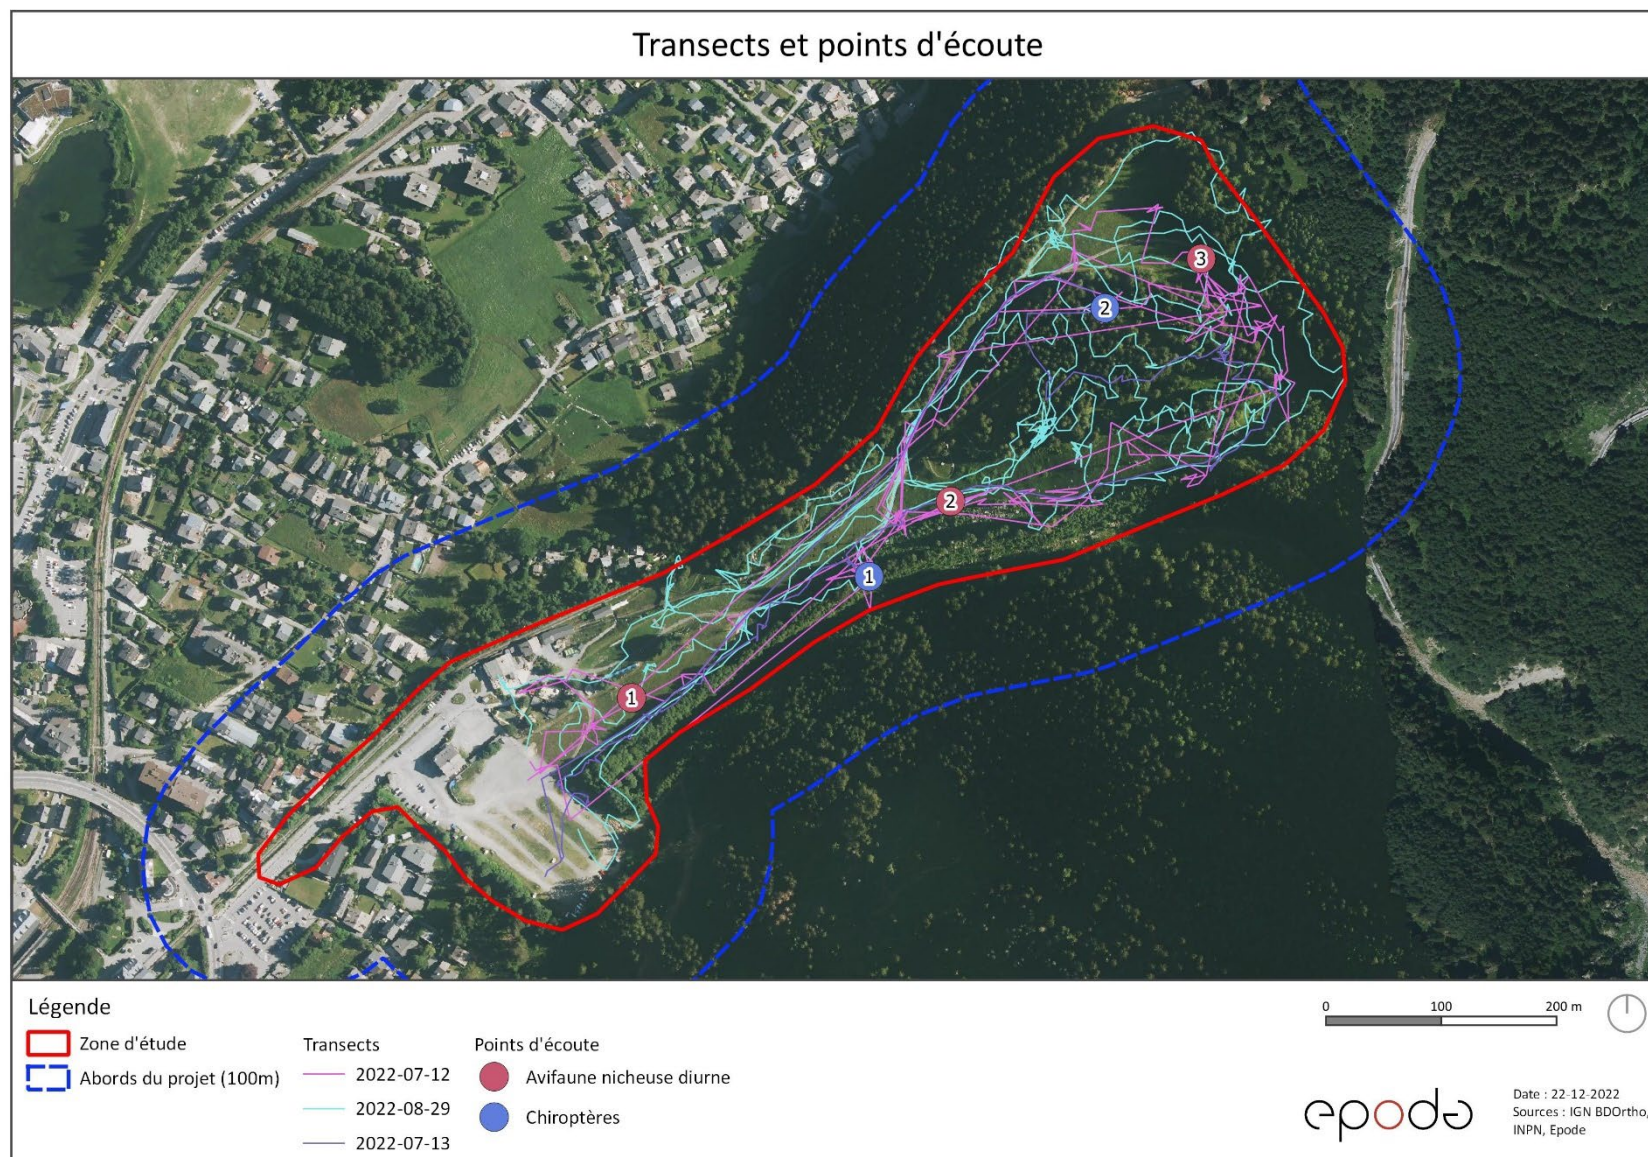 Transects et points d'écoute
3
2
2
1
1
Légende
Zone d'étude
Abords du projet (100m)
Transects
2022-07-12
2022-08-29
2022-07-13
Points d'écoute
Avifaune nicheuse diurne
Chiroptères
0 100 200 m
epode
Date : 22-12-2022
Sources : IGN BDOrtho,
INPN, Epode